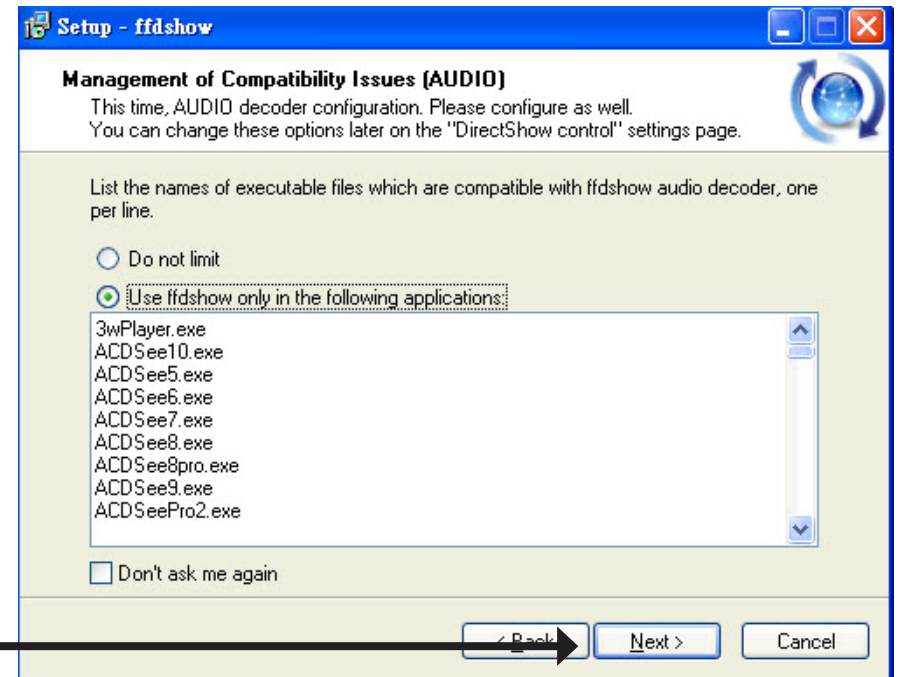 Setup - ffdshow
Management of Compatibility Issues (AUDIO)
This time, AUDIO decoder configuration. Please configure as well.
You can change these options later on the "DirectShow control" settings page.
List the names of executable files which are compatible with ffdshow audio decoder, one
per line.
Do not limit
Use ffdshow only in the following applications:
3wPlayer.exe
ACDSee10.exe
ACDSee5.exe
ACDSee6.exe
ACDSee7.exe
ACDSee8.exe
ACDSee8pro.exe
ACDSee9.exe
ACDSeePro2.exe
Don't ask me again
< Back Next > Cancel